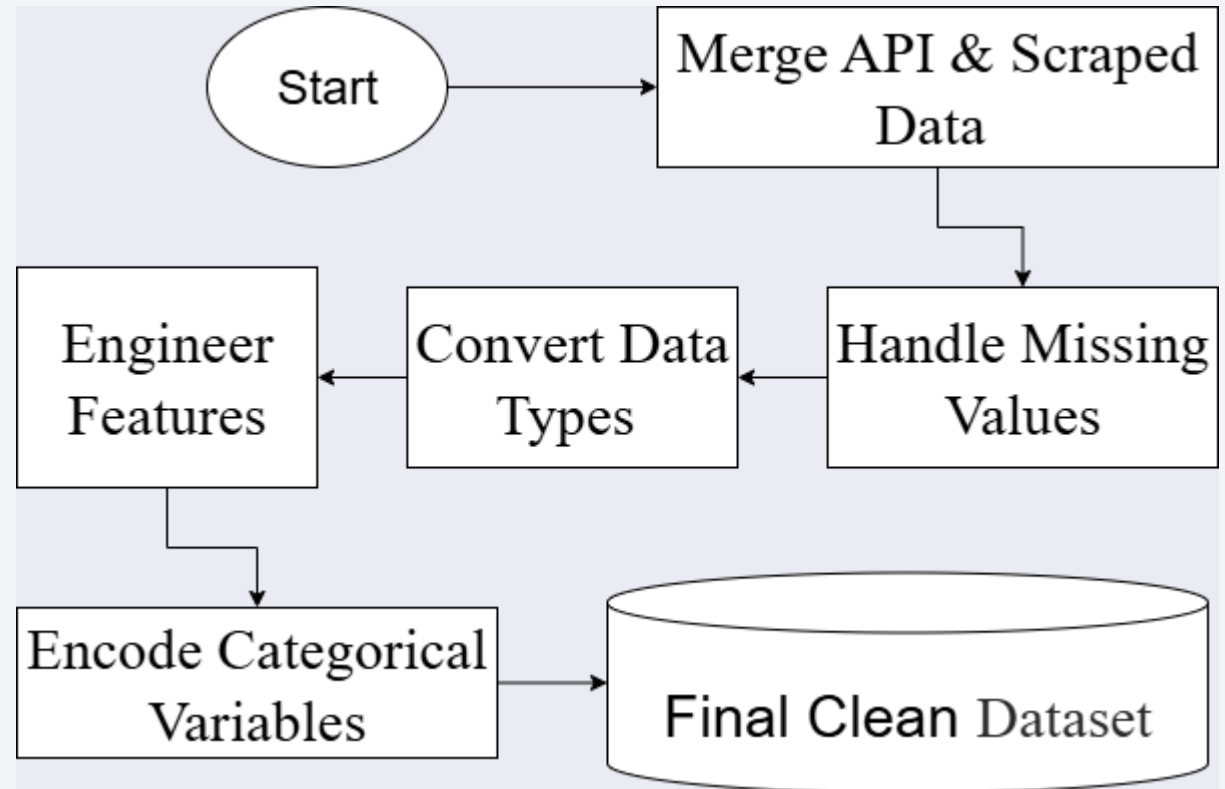 Start
Merge API & Scraped
Data
Handle Missing
Values
Convert Data
Types
Engineer
Features
Encode Categorical
Variables
Final Clean Dataset